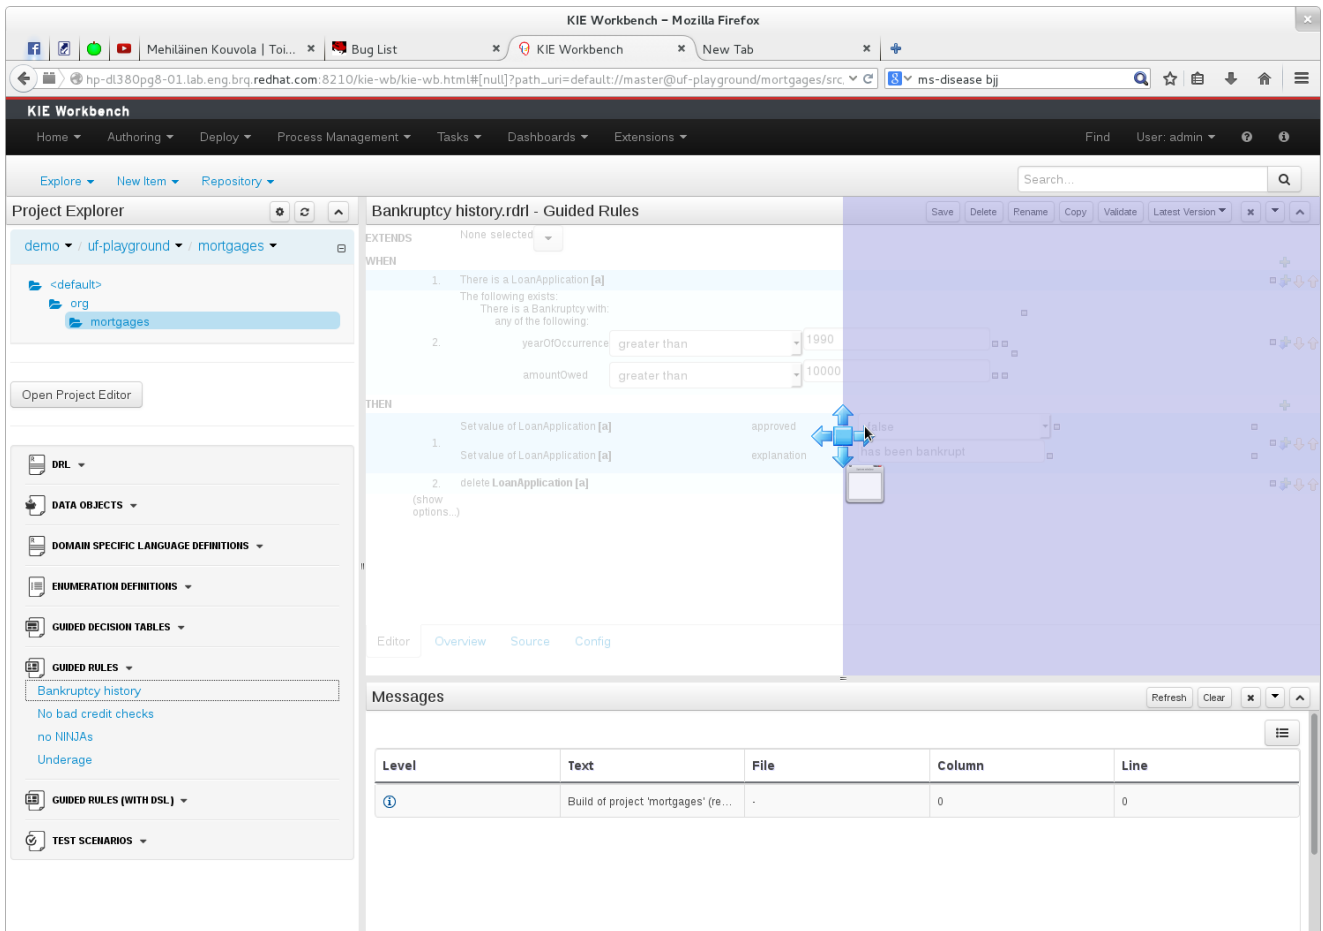 KIE Workbench – Mozilla Firefox
Mehiläinen Kouvola | Toi...
Bug List
KIE Workbench
New Tab
hp-dl380pg8-01.lab.eng.brq.redhat.com:8210/kie-wb/kie-wb.html#[null]?path_uri=default://master@uf-playground/mortgages/src.
ms-disease bjj
KIE Workbench
Home
Authoring
Deploy
Process Management
Tasks
Dashboards
Extensions
Find
User: admin
Explore
New Item
Repository
Search...
Project Explorer
demo / uf-playground / mortgages
<default>
org
mortgages
Open Project Editor
DRL
DATA OBJECTS
DOMAIN SPECIFIC LANGUAGE DEFINITIONS
ENUMERATION DEFINITIONS
GUIDED DECISION TABLES
GUIDED RULES
Bankruptcy history
No bad credit checks
no NINJAs
Underage
GUIDED RULES (WITH DSL)
TEST SCENARIOS
Bankruptcy history.rdrl - Guided Rules
Save
Delete
Rename
Copy
Validate
Latest Version
EXTENDS
None selected
WHEN
1. There is a LoanApplication [a]
The following exists:
There is a Bankruptcy with:
any of the following:
2. yearOfOccurrence greater than 1990
amountOwed greater than 10000
THEN
Set value of LoanApplication [a] approved false
1.
Set value of LoanApplication [a] explanation has been bankrupt
2. delete LoanApplication [a]
(show
options...)
Editor
Overview
Source
Config
Messages
Refresh
Clear
Level Text File Column Line
Build of project 'mortgages' (re... - 0 0